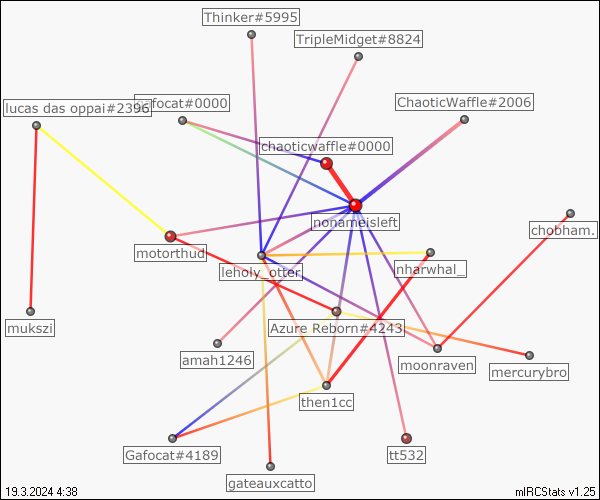 Thinker#5995
TripleMidget#8824
lucas das oppai#2396
afocat#0000
ChaoticWaffle#2006
chaoticwaffle#0000
nonameisleft
chobham.
motorthud
leholy_otter
nharwhal_
mukszi
Azure Reborn#4243
amah1246
moonraven
mercurybro
then1cc
Gafocat#4189
tt532
gateauxcatto
19.3.2024 4:38
mIRCStats v1.25